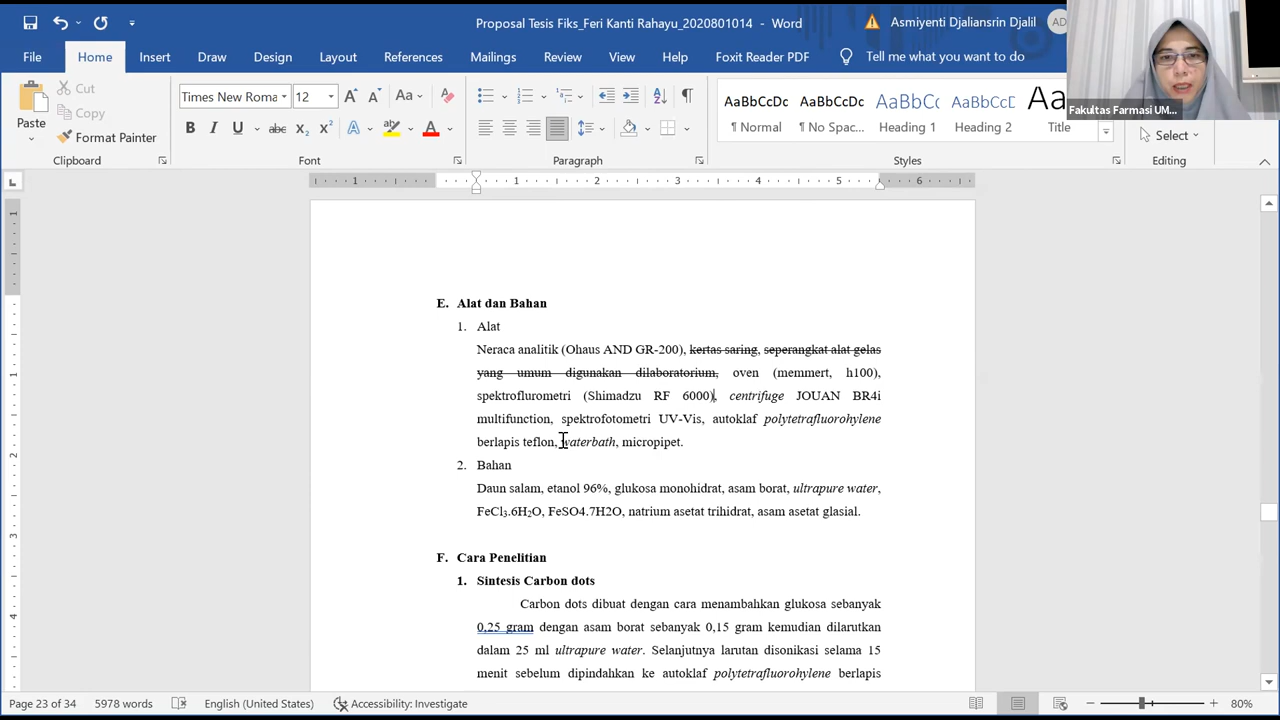 Proposal Tesis Fiks_Feri Kanti Rahayu_2020801014 - Word
Asmiyenti Djaliansrin Djalil
AD
File Home Insert Draw Design Layout References Mailings Review View Help Foxit Reader PDF Tell me what you want to do
Fakultas Farmasi UM...
Paste
Cut
Copy
Format Painter
Clipboard
Times New Roma 12
Font
Paragraph
AaBbCcDc AaBbCcDc AaBbCc AaBbCcD
¶ Normal ¶ No Spac... Heading 1 Heading 2 Title
Styles
Select
Editing
1 1 2 3 4 5 6
E. Alat dan Bahan
1. Alat
Neraca analitik (Ohaus AND GR-200), kertas saring, seperangkat alat gelas
yang umum digunakan dilaboratorium, oven (memmert, h100),
spektroflurometri (Shimadzu RF 6000), centrifuge JOUAN BR4i
multifunction, spektrofotometri UV-Vis, autoklaf polytetrafluorohylene
berlapis teflon, waterbath, micropipet.
2. Bahan
Daun salam, etanol 96%, glukosa monohidrat, asam borat, ultrapure water,
FeCl3.6H2O, FeSO4.7H2O, natrium asetat trihidrat, asam asetat glasial.
F. Cara Penelitian
1. Sintesis Carbon dots
Carbon dots dibuat dengan cara menambahkan glukosa sebanyak
0,25 gram dengan asam borat sebanyak 0,15 gram kemudian dilarutkan
dalam 25 ml ultrapure water. Selanjutnya larutan disonikasi selama 15
menit sebelum dipindahkan ke autoklaf polytetrafluorohylene berlapis
Page 23 of 34 5978 words English (United States) Accessibility: Investigate 80%